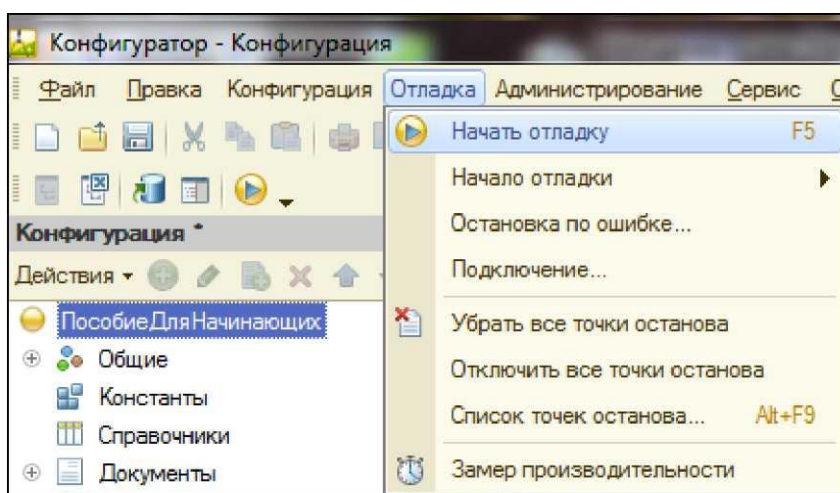 Конфигуратор - Конфигурация
Файл Правка Конфигурация Отладка Администрирование Сервис
Начать отладку F5
Начало отладки
Остановка по ошибке...
Подключение...
Убрать все точки останова
Отключить все точки останова
Список точек останова... Alt+F9
Замер производительности
Конфигурация *
Действия
ПособиеДляНачинающих
Общие
Константы
Справочники
Документы